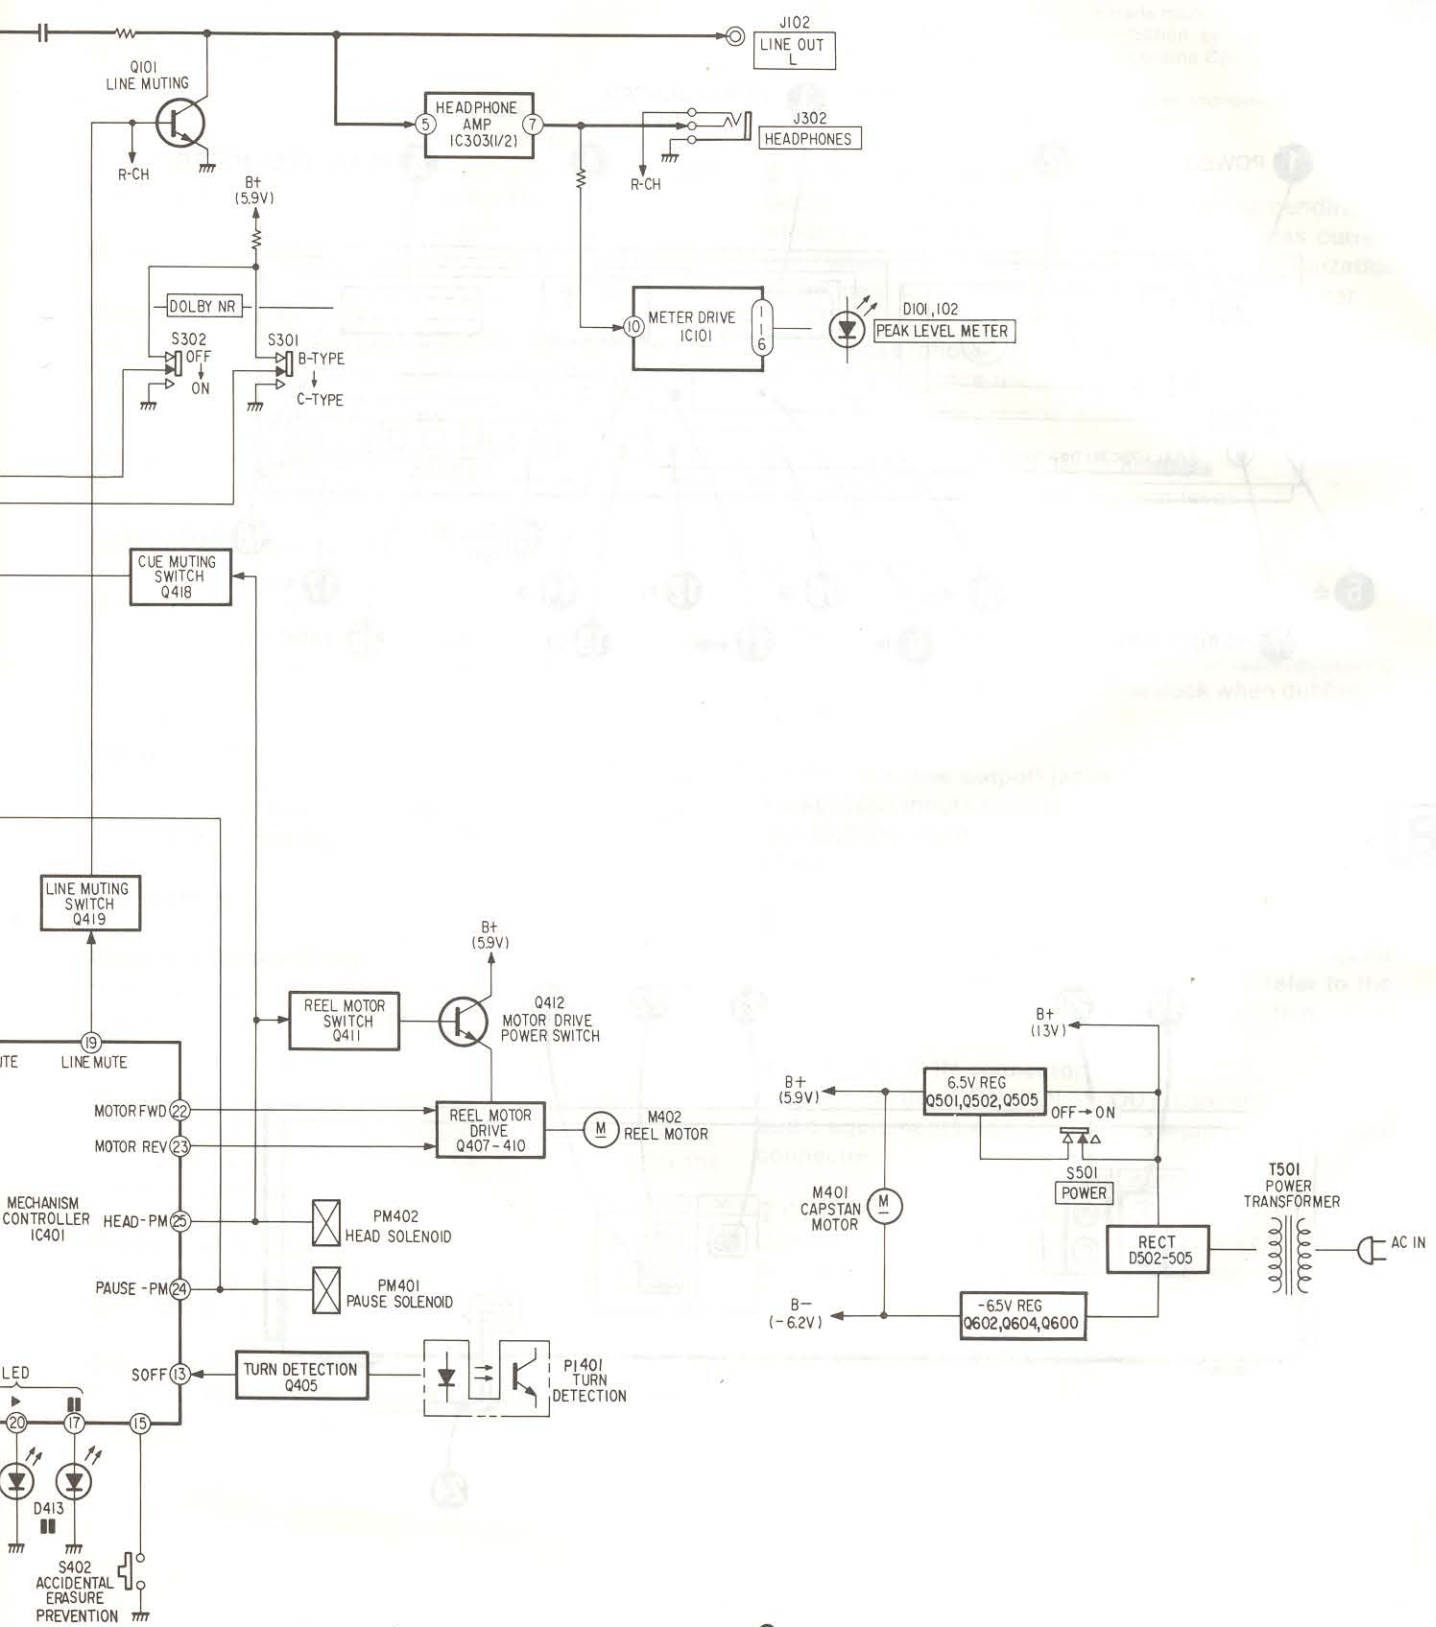 J102
LINE OUT
L
Q101
LINE MUTING
R-CH
HEADPHONE
AMP
IC303(1/2)
5
7
J302
HEADPHONES
R-CH
B+
(5.9V)
DOLBY NR
S302
OFF
ON
S301
B-TYPE
C-TYPE
10
METER DRIVE
IC101
1
6
D101,102
PEAK LEVEL METER
CUE MUTING
SWITCH
Q418
LINE MUTING
SWITCH
Q419
B+
(5.9V)
REEL MOTOR
SWITCH
Q411
Q412
MOTOR DRIVE
POWER SWITCH
19
UTE
LINE MUTE
MOTOR FWD 22
MOTOR REV 23
REEL MOTOR
DRIVE
Q407-410
M
M402
REEL MOTOR
MECHANISM
CONTROLLER
IC401
HEAD-PM 25
PM402
HEAD SOLENOID
PAUSE-PM 24
PM401
PAUSE SOLENOID
SOFF 13
TURN DETECTION
Q405
PI401
TURN
DETECTION
LED
20
17
15
D413
S402
ACCIDENTAL
ERASURE
PREVENTION
B+
(13V)
B+
(5.9V)
6.5V REG
Q501,Q502,Q505
OFF→ON
S501
POWER
M401
CAPSTAN
MOTOR
M
T501
POWER
TRANSFORMER
RECT
D502-505
AC IN
B−
(-6.2V)
-6.5V REG
Q602,Q604,Q600